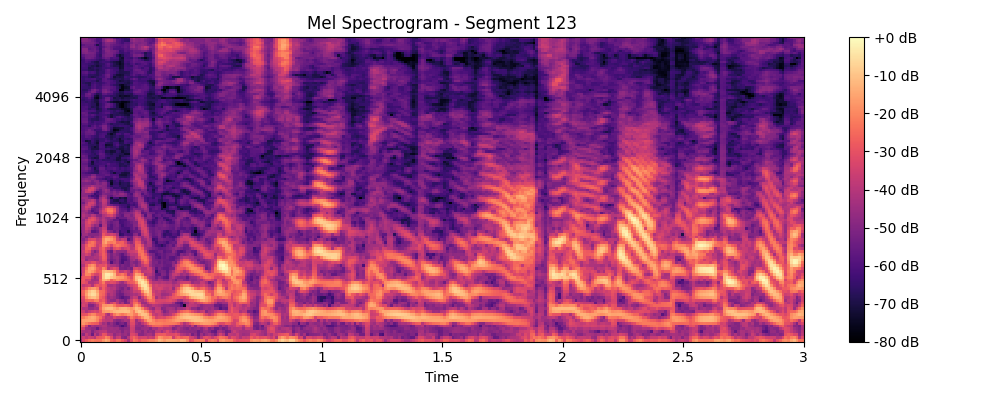 Mel Spectrogram - Segment 123
Frequency
4096
2048
1024
512
0
0
0.5
1
1.5
2
2.5
3
Time
+0 dB
-10 dB
-20 dB
-30 dB
-40 dB
-50 dB
-60 dB
-70 dB
-80 dB